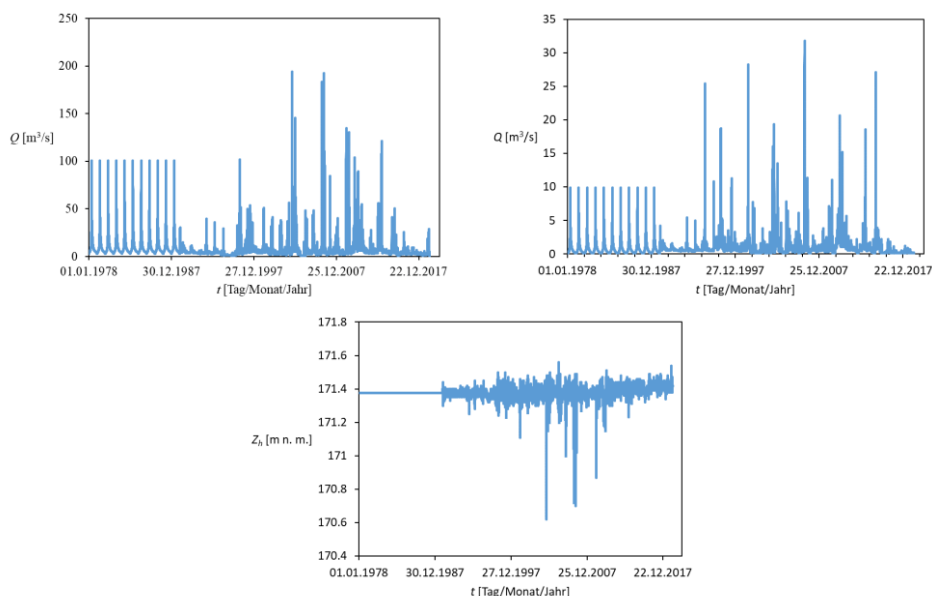 250
200
150
Q [m³/s]
100
50
0
01.01.1978 30.12.1987 27.12.1997 25.12.2007 22.12.2017
t [Tag/Monat/Jahr]
35
30
25
20
Q [m³/s]
15
10
5
0
01.01.1978 30.12.1987 27.12.1997 25.12.2007 22.12.2017
t [Tag/Monat/Jahr]
171.8
171.6
171.4
171.2
Zh [m n. m.]
171
170.8
170.6
170.4
01.01.1978 30.12.1987 27.12.1997 25.12.2007 22.12.2017
t [Tag/Monat/Jahr]